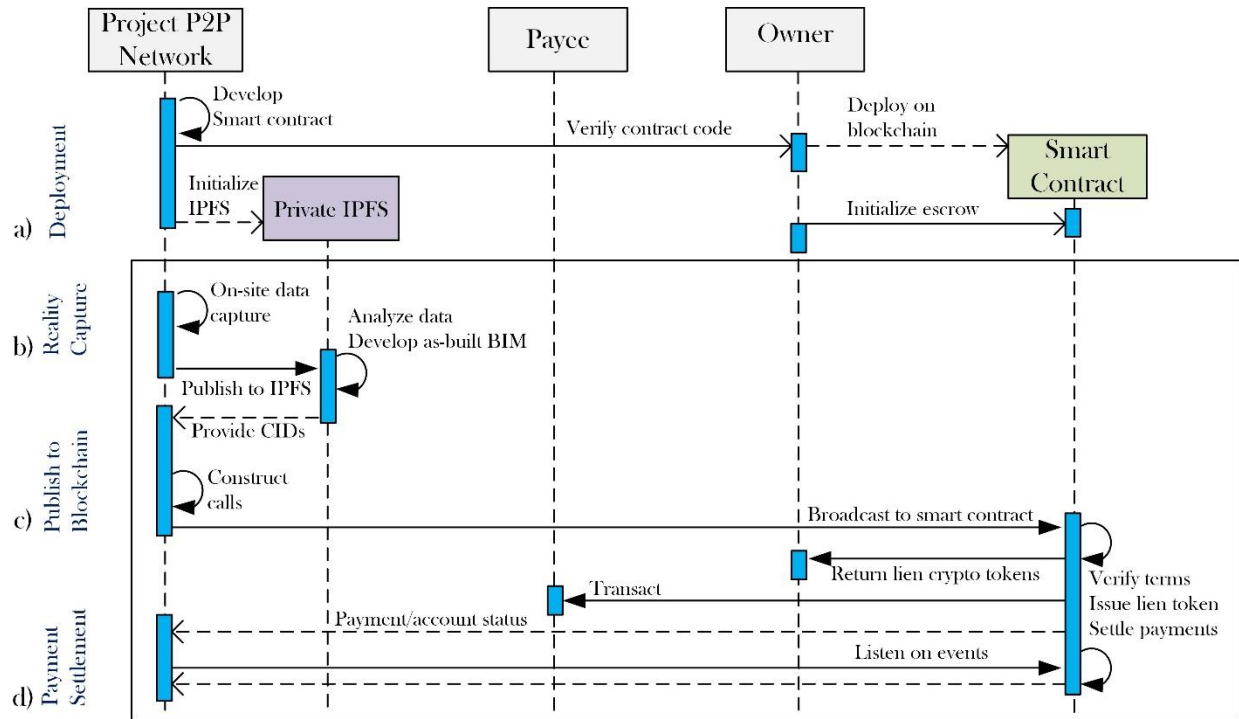 Project P2P
Network
Payee
Owner
Develop
Smart contract
Verify contract code
Deploy on
blockchain
Smart
Contract
Initialize
IPFS
Private IPFS
Initialize escrow
a)
Deployment
On-site data
capture
Analyze data
Develop as-built BIM
b)
Reality
Capture
Publish to IPFS
Provide CIDs
Construct
calls
c)
Publish to
Blockchain
Broadcast to smart contract
Return lien crypto tokens
Verify terms
Issue lien token
Settle payments
Transact
Payment/account status
Listen on events
d)
Payment
Settlement